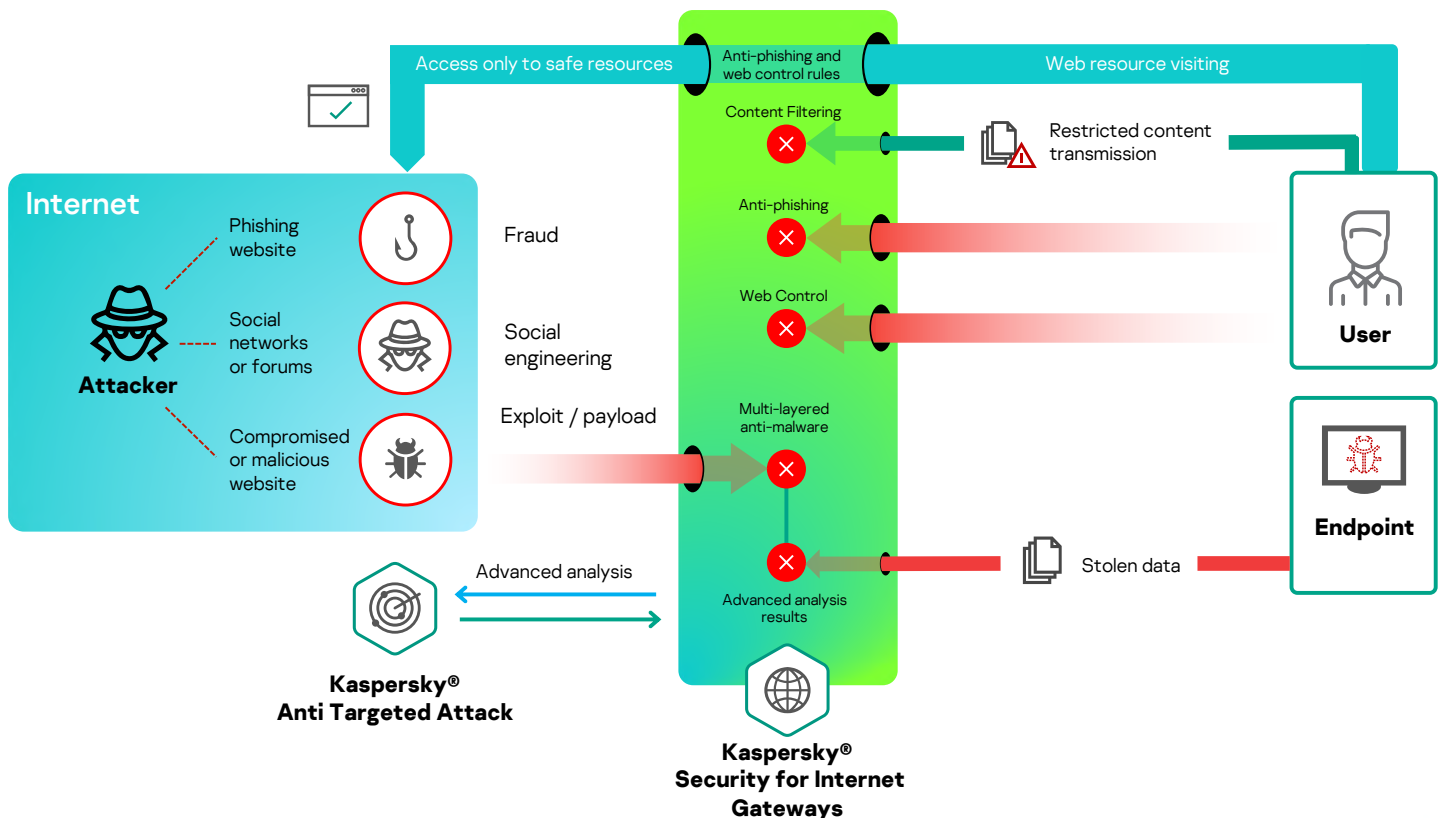 Access only to safe resources
Anti-phishing and
web control rules
Web resource visiting
Content Filtering
Restricted content
transmission
Internet
Phishing
website
Fraud
Anti-phishing
Attacker
Social
networks
or forums
Social
engineering
Web Control
User
Compromised
or malicious
website
Exploit / payload
Multi-layered
anti-malware
Endpoint
Stolen data
Advanced analysis
Advanced analysis
results
Kaspersky®
Anti Targeted Attack
Kaspersky®
Security for Internet
Gateways